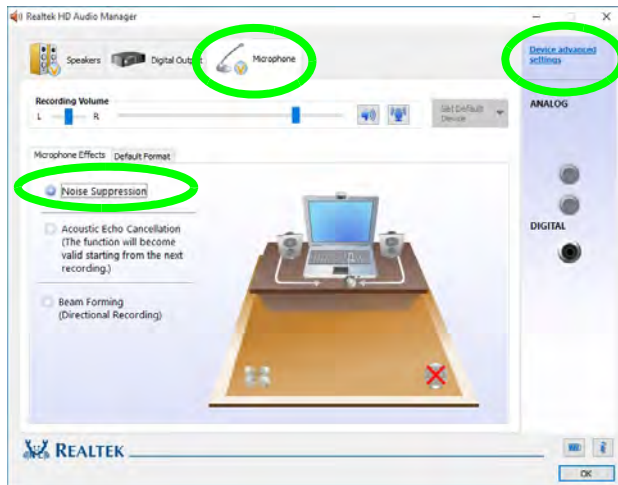 Realtek HD Audio Manager
Speakers
Digital Output
Microphone
Device advanced
settings
Recording Volume
L
R
Set Default
Device
ANALOG
Microphone Effects
Default Format
Noise Suppression
Acoustic Echo Cancellation
(The function will become
valid starting from the next
recording.)
DIGITAL
Beam Forming
(Directional Recording)
REALTEK
OK